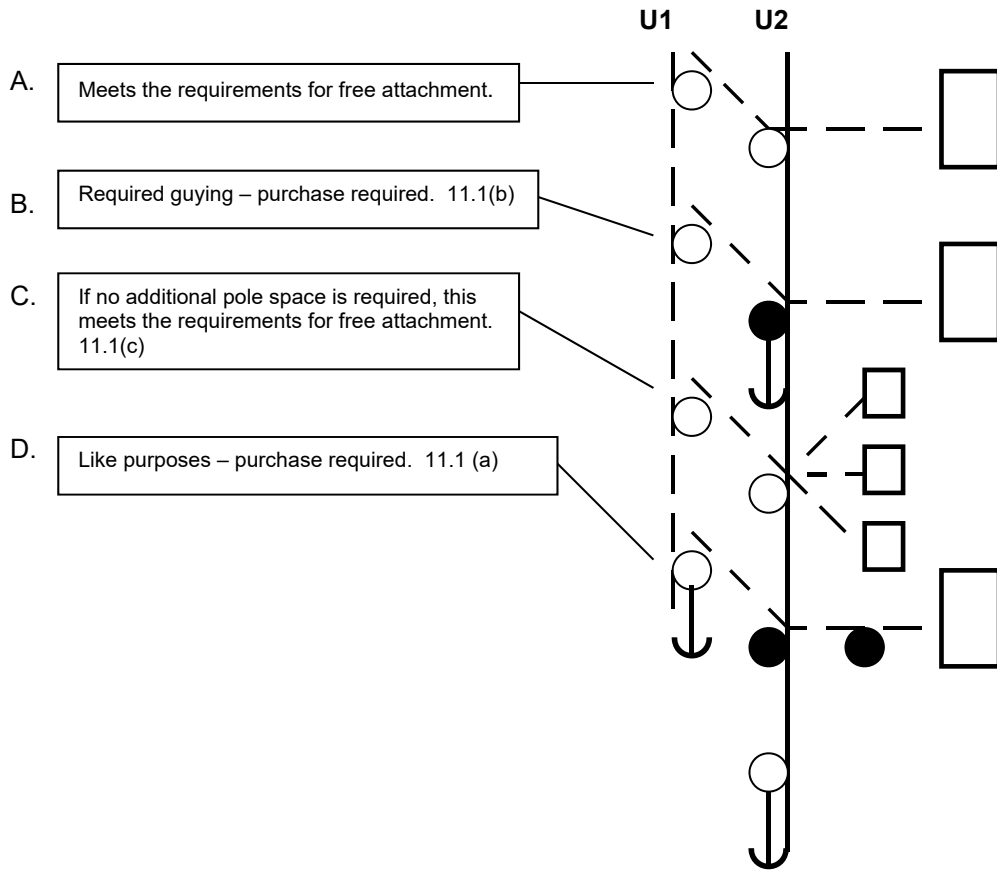 U1 U2
A. Meets the requirements for free attachment.
B. Required guying – purchase required. 11.1(b)
C. If no additional pole space is required, this
meets the requirements for free attachment.
11.1(c)
D. Like purposes – purchase required. 11.1 (a)